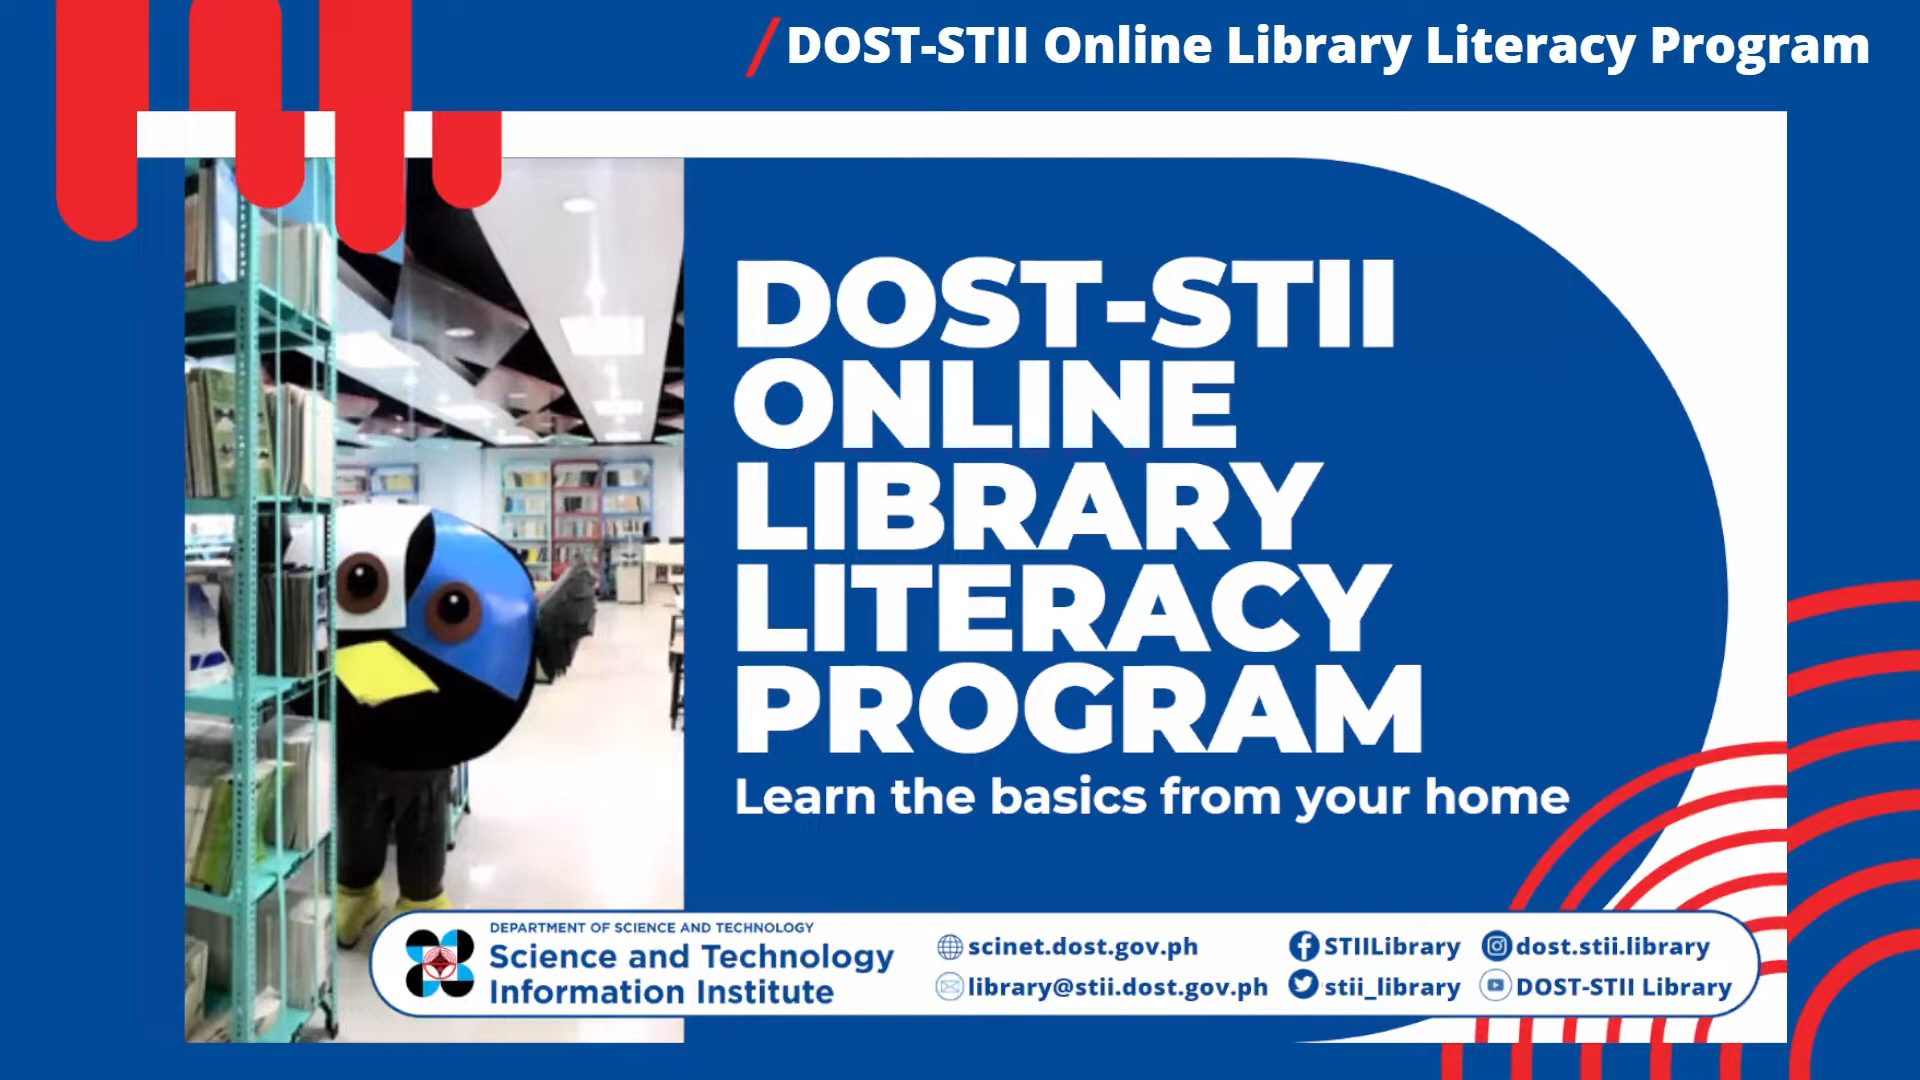 /DOST-STII Online Library Literacy Program
DOST-STII
ONLINE
LIBRARY
LITERACY
PROGRAM
Learn the basics from your home
DEPARTMENT OF SCIENCE AND TECHNOLOGY
Science and Technology
Information Institute
scinet.dost.gov.ph
library@stii.dost.gov.ph
STIILibrary
stii_library
dost.stii.library
DOST-STII Library